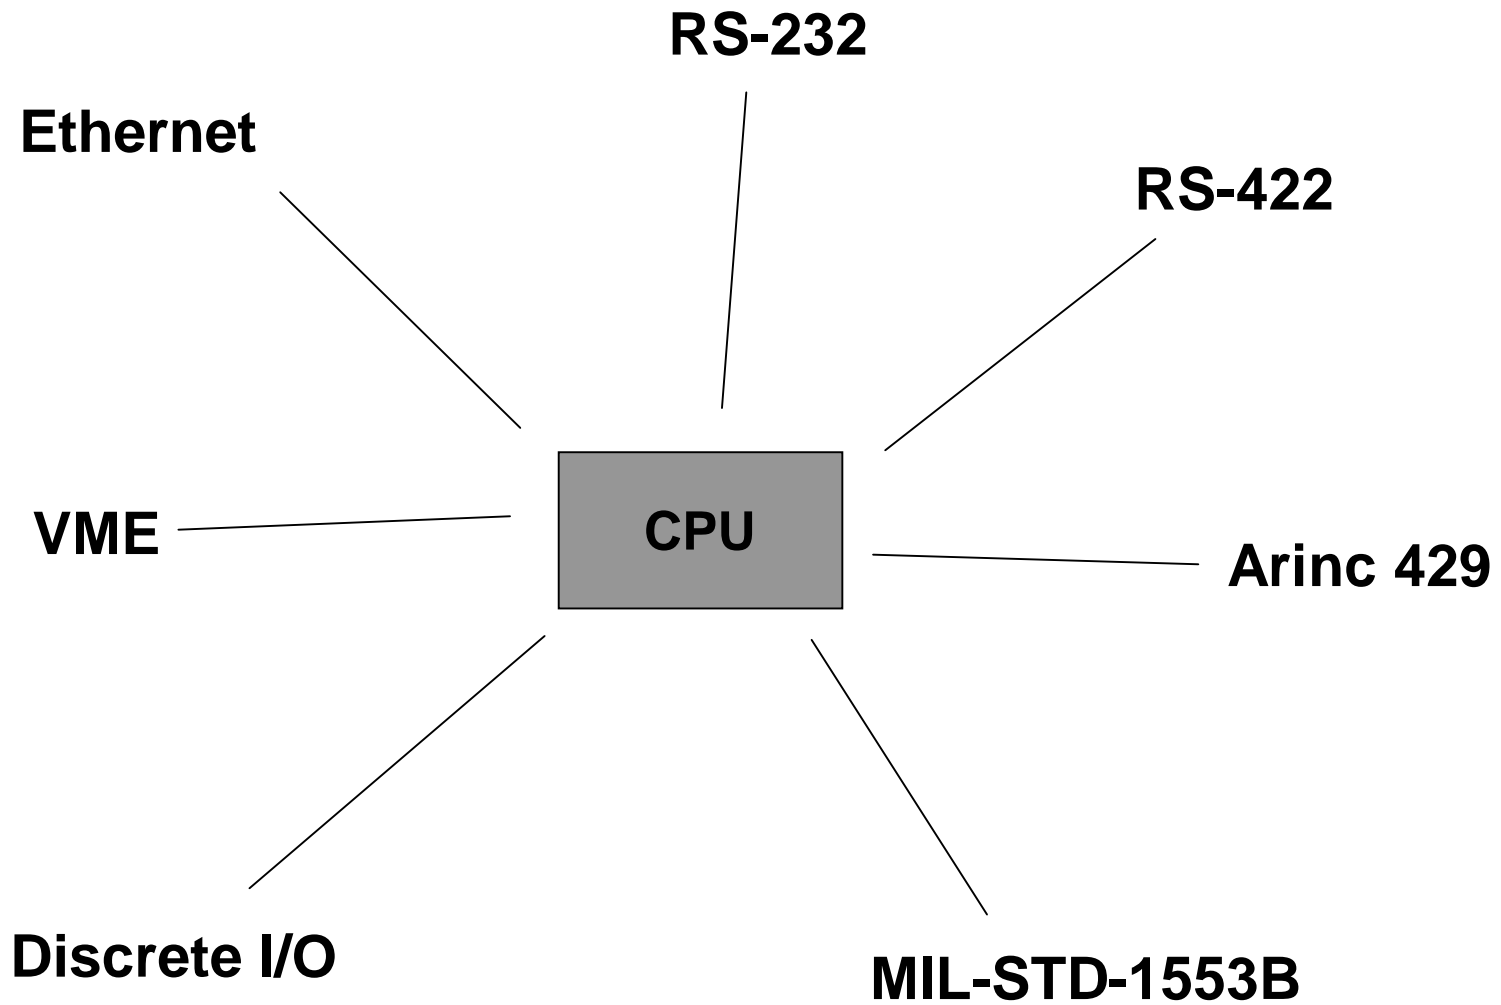 RS-232
Ethernet
RS-422
VME
CPU
Arinc 429
Discrete I/O
MIL-STD-1553B